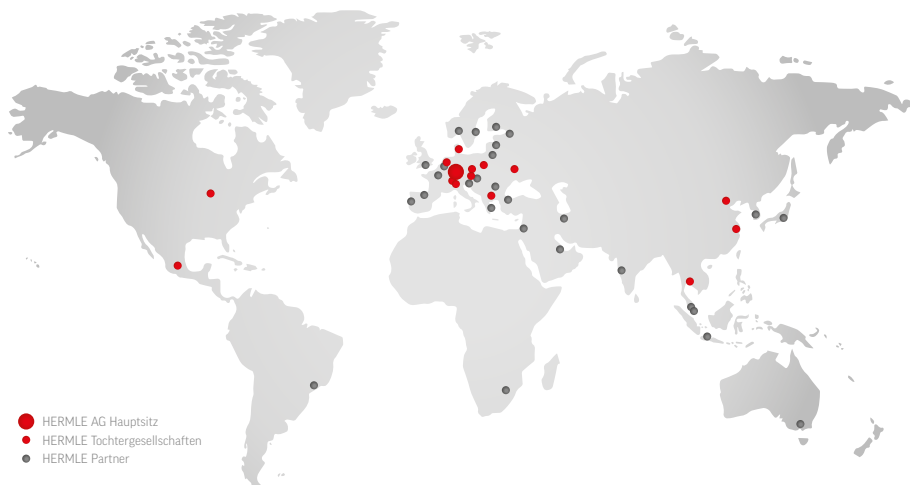 HERMLE AG Hauptsitz
HERMLE Tochtergesellschaften
HERMLE Partner